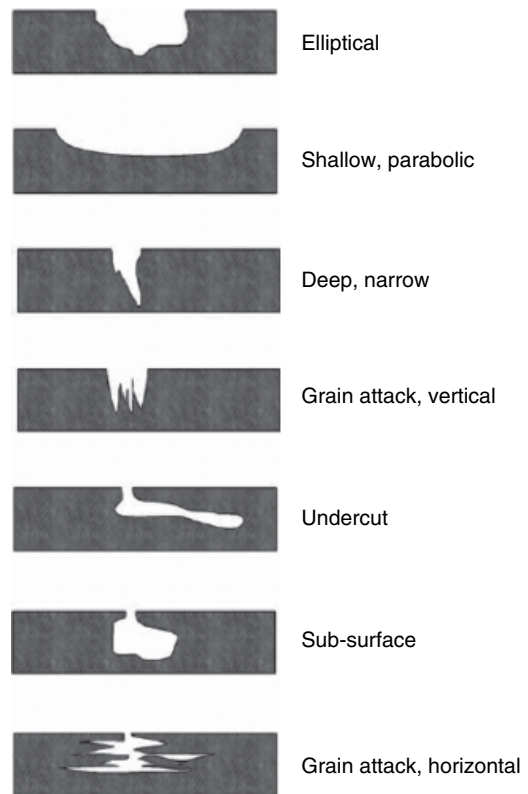 Elliptical
Shallow, parabolic
Deep, narrow
Grain attack, vertical
Undercut
Sub-surface
Grain attack, horizontal